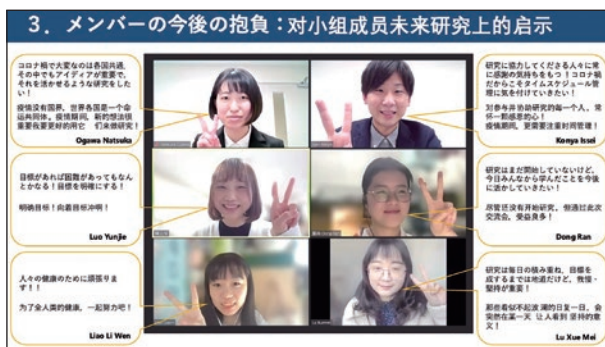 3. メンバーの今後の抱負：对小组成员未来研究上的启示
コロナ禍で大変なのは各国共通、
その中でもアイディアが重要で、
それを活かせるような研究をした
い！
疫情没有国界，世界各国是一个命
运共同体。疫情期间，新的想法很
重要我要更好的用它 们来做研究！
Ogawa Natsuka
研究に協力してくださる人々に常
に感謝の気持ちをもつ！コロナ禍
だからこそタイムスケジュール管
理に気を付けていきたい！
对参与并协助研究的每一个人，常
怀一颗感恩的心！
疫情期间，更需要注重时间管理！
Konya Issei
目標があれば困難があってもなん
とかなる！目標を明確にする！
明确目标！向着目标冲啊！
Luo Yunjie
研究はまだ開始していないけど、
今日みんなから学んだことを今後
に活かしていきたい！
尽管还没有开始研究，但通过此次
交流会，受益良多！
Dong Ran
人々の健康のために頑張りま
す！！
为了全人类的健康，一起努力吧！
Liao Li Wen
研究は毎日の積み重ね、目標を達
成するまでは地道だけど、我慢・
堅持が重要！
那些看似不起波 澜的日复一日，会
突然在某一天 让人看到 坚持的意
义！
Lu Xue Mei